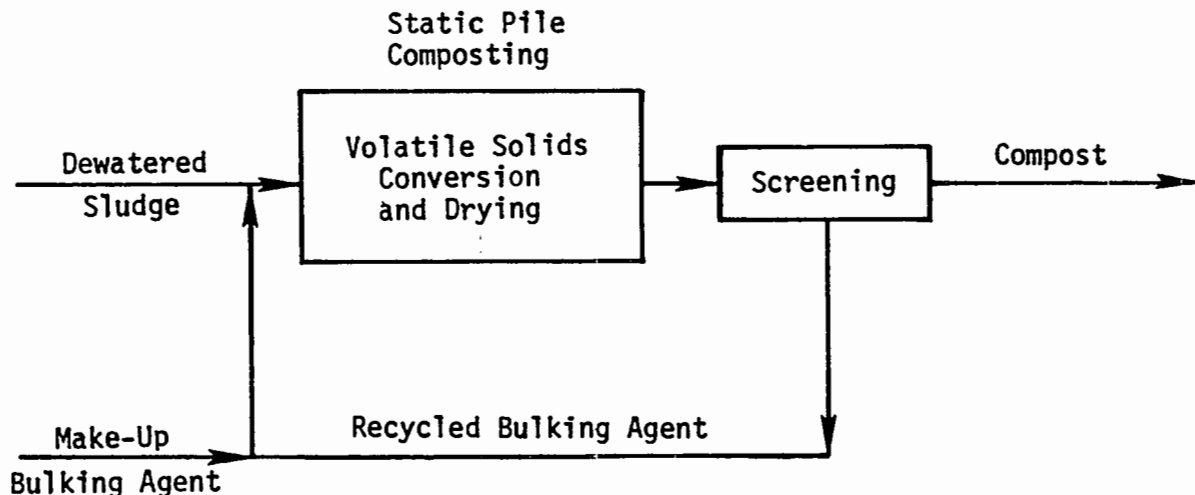 Static Pile
Composting
Dewatered
Sludge
Volatile Solids
Conversion
and Drying
Screening
Compost
Make-Up
Bulking Agent
Recycled Bulking Agent